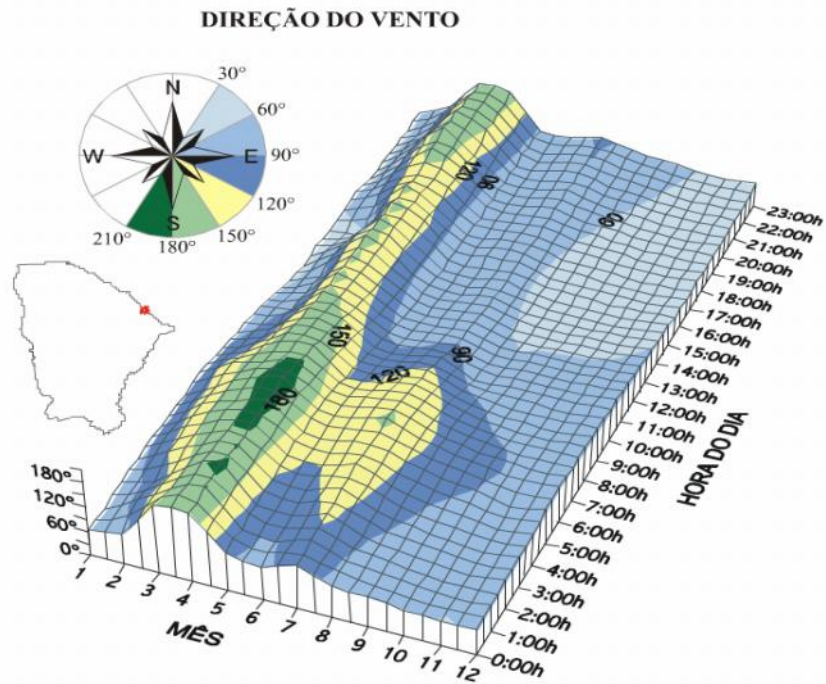 DIREÇÃO DO VENTO
N
30°
60°
W
E
90°
120°
S
150°
210°
180°
120
90
60
150
90
120
180
180°
120°
60°
0°
1
2
3
4
5
6
7
8
9
10
11
12
MÊS
23:00h
22:00h
21:00h
20:00h
19:00h
18:00h
17:00h
16:00h
15:00h
14:00h
13:00h
12:00h
11:00h
10:00h
9:00h
8:00h
7:00h
6:00h
5:00h
4:00h
3:00h
2:00h
1:00h
0:00h
HORA DO DIA